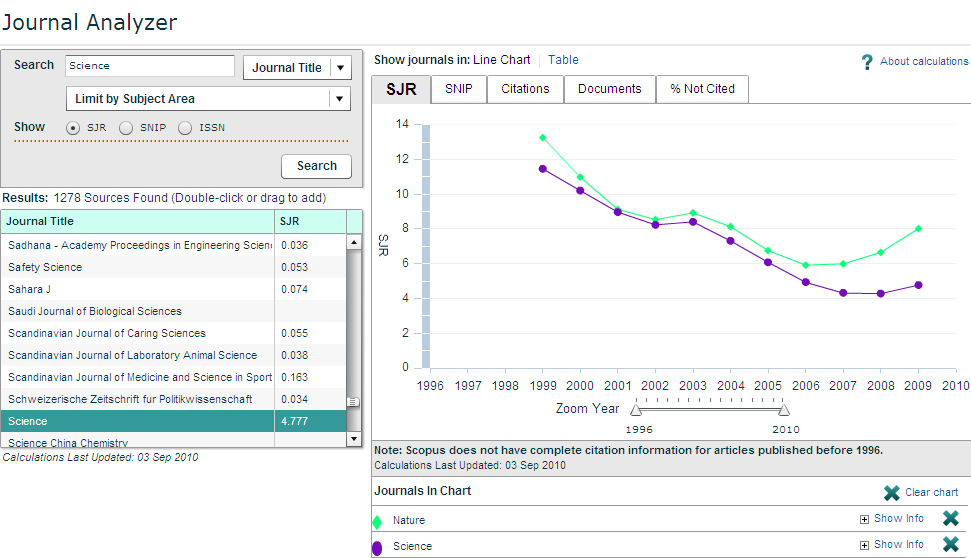 Journal Analyzer
Search Science Journal Title
Limit by Subject Area
Show SJR SNIP ISSN
Search
Results: 1278 Sources Found (Double-click or drag to add)
Journal Title SJR
Sadhana - Academy Proceedings in Engineering Scien 0.036
Safety Science 0.053
Sahara J 0.074
Saudi Journal of Biological Sciences
Scandinavian Journal of Caring Sciences 0.055
Scandinavian Journal of Laboratory Animal Science 0.038
Scandinavian Journal of Medicine and Science in Sport 0.163
Schweizerische Zeitschrift fur Politikwissenschaft 0.034
Science 4.777
Science China Chemistry
Calculations Last Updated: 03 Sep 2010
Show journals in: Line Chart Table
? About calculations
SJR SNIP Citations Documents % Not Cited
14
12
10
8
6
4
2
0
SJR
1996 1997 1998 1999 2000 2001 2002 2003 2004 2005 2006 2007 2008 2009 2010
Zoom Year
1996 2010
Note: Scopus does not have complete citation information for articles published before 1996.
Calculations Last Updated: 03 Sep 2010
Journals In Chart Clear chart
Nature Show Info
Science Show Info